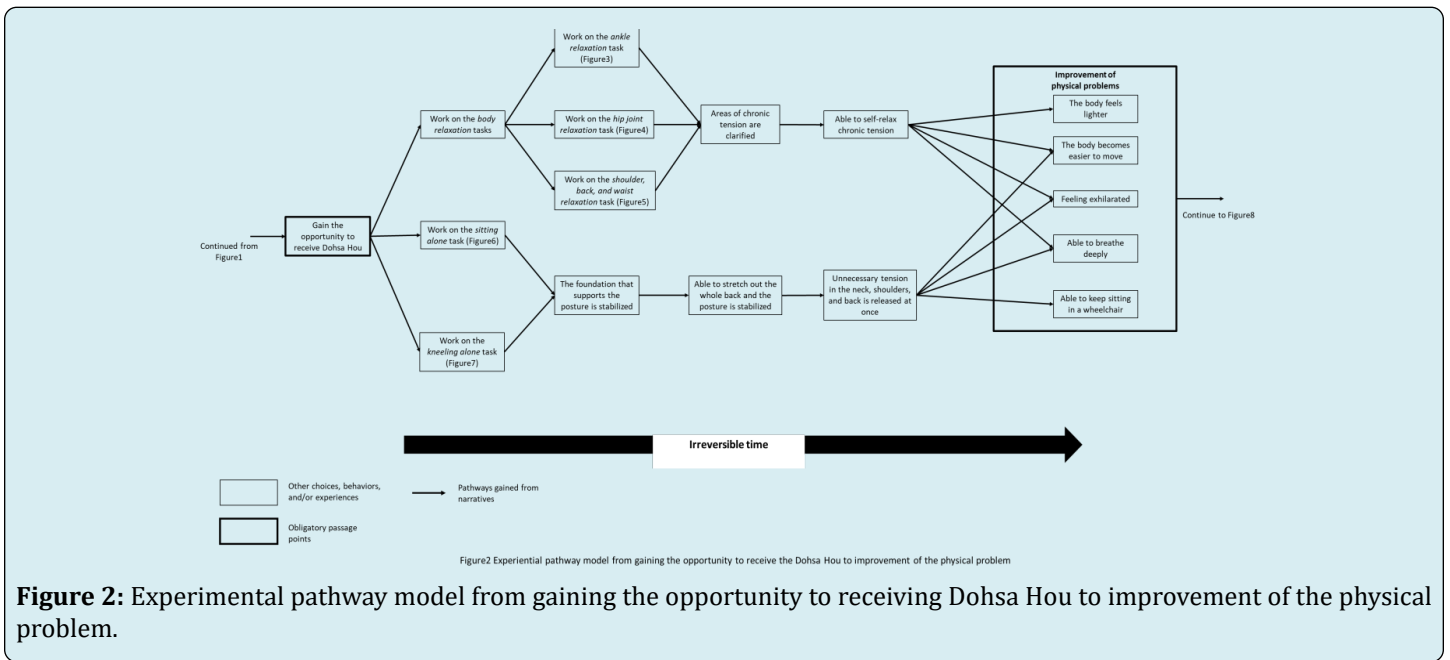 Work on the ankle
relaxation task
(Figure3)
Work on the body
relaxation tasks
Work on the hip joint
relaxation task (Figure4)
Work on the shoulder,
back, and waist
relaxation task (Figure5)
Areas of chronic
tension are
clarified
Able to self-relax
chronic tension
Improvement of
physical problems
The body feels
lighter
The body becomes
easier to move
Feeling exhilarated
Able to breathe
deeply
Able to keep sitting
in a wheelchair
Continue to Figure8
Continued from
Figure1
Gain the
opportunity to
receive Dohsa Hou
Work on the sitting
alone task (Figure6)
Work on the
kneeling alone task
(Figure7)
The foundation that
supports the
posture is stabilized
Able to stretch out the
whole back and the
posture is stabilized
Unnecessary tension
in the neck, shoulders,
and back is released at
once
Irreversible time
Other choices, behaviors,
and/or experiences
Pathways gained from
narratives
Obligatory passage
points
Figure2 Experiential pathway model from gaining the opportunity to receive the Dohsa Hou to improvement of the physical problem
Figure 2: Experimental pathway model from gaining the opportunity to receiving Dohsa Hou to improvement of the physical
problem.